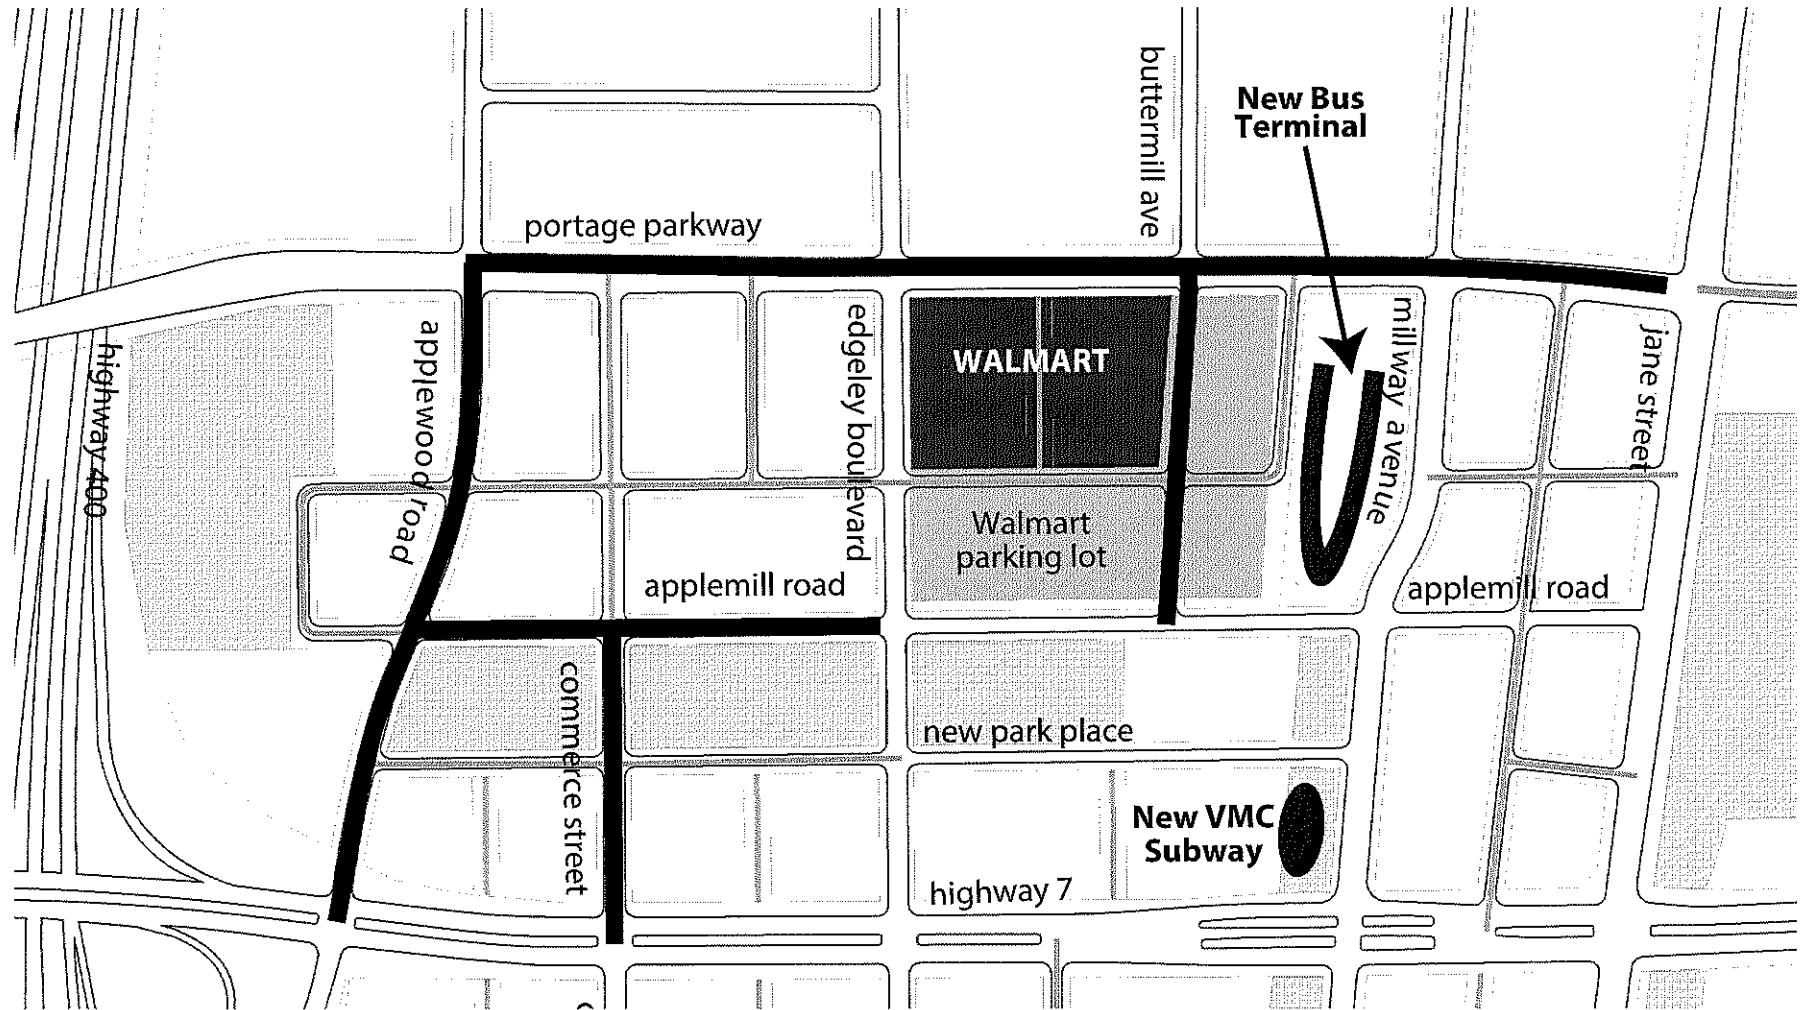 buttermill ave
New Bus
Terminal
portage parkway
highway 400
applewood road
edgeley boulevard
WALMART
millway avenue
jane street
Walmart
parking lot
applemill road
applemill road
commerce street
new park place
New VMC
Subway
highway 7